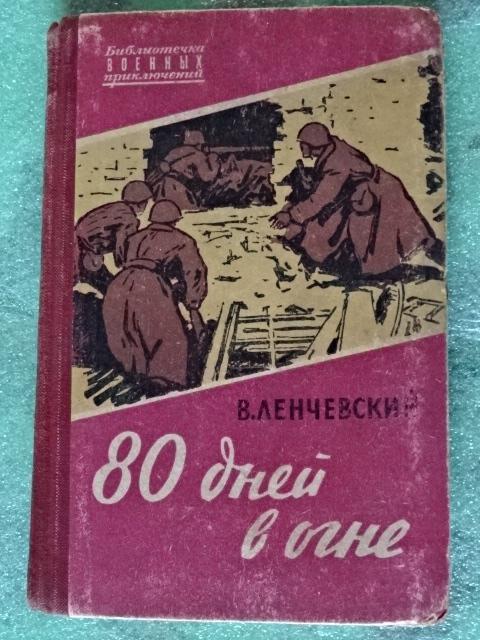 Библиотечка
ВОЕННЫХ
приключений
В.ЛЕНЧЕВСКИЙ
80 дней
в огне